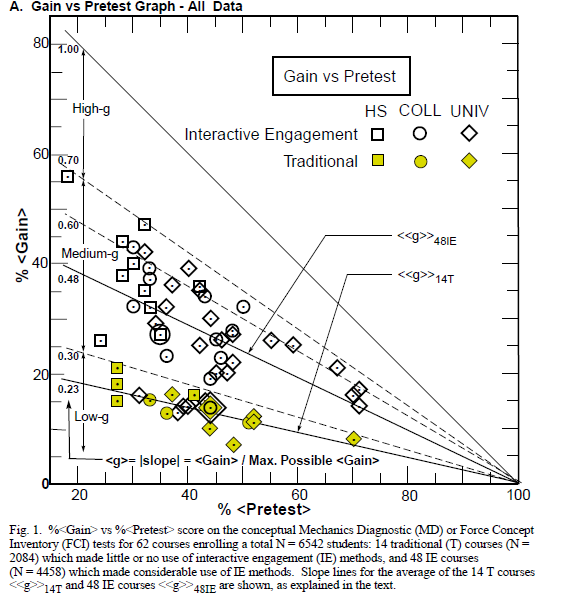 A. Gain vs Pretest Graph - All Data
80
1.00
Gain vs Pretest
High-g
HS COLL UNIV
Interactive Engagement
Traditional
60
0.70
0.60
Medium-g
<<g>>48IE
40
0.48
<<g>>14T
% <Gain>
0.30
20
0.23
Low-g
<g>= |slope| = <Gain> / Max. Possible <Gain>
0
20 40 60 80 100
% <Pretest>
Fig. 1. %<Gain> vs %<Pretest> score on the conceptual Mechanics Diagnostic (MD) or Force Concept
Inventory (FCI) tests for 62 courses enrolling a total N = 6542 students: 14 traditional (T) courses (N =
2084) which made little or no use of interactive engagement (IE) methods, and 48 IE courses
(N = 4458) which made considerable use of IE methods. Slope lines for the average of the 14 T courses
<<g>>14T and 48 IE courses <<g>>48IE are shown, as explained in the text.